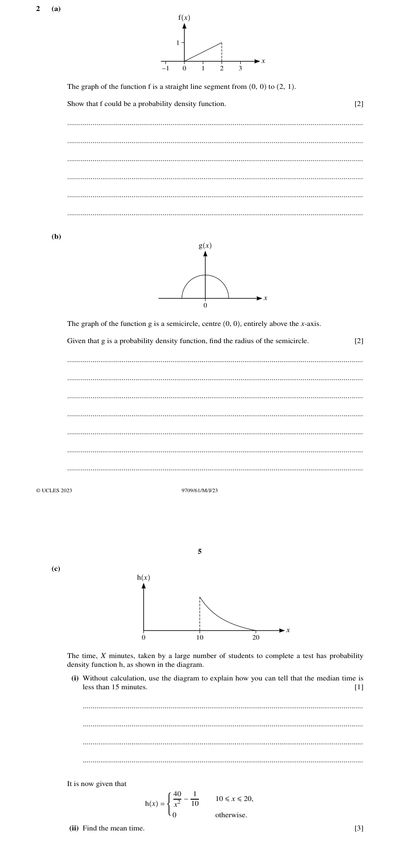 2 (a)
f(x)
1
−1 0 1 2 3 x
The graph of the function f is a straight line segment from (0, 0) to (2, 1).
Show that f could be a probability density function. [2]
(b)
g(x)
0 x
The graph of the function g is a semicircle, centre (0, 0), entirely above the x-axis.
Given that g is a probability density function, find the radius of the semicircle. [2]
© UCLES 2023 9709/61/M/J/23
5
(c)
h(x)
0 10 20 x
The time, X minutes, taken by a large number of students to complete a test has probability
density function h, as shown in the diagram.
(i) Without calculation, use the diagram to explain how you can tell that the median time is
less than 15 minutes. [1]
It is now given that
h(x) = { 40/x² − 1/10 10 ⩽ x ⩽ 20,
0 otherwise.
(ii) Find the mean time. [3]